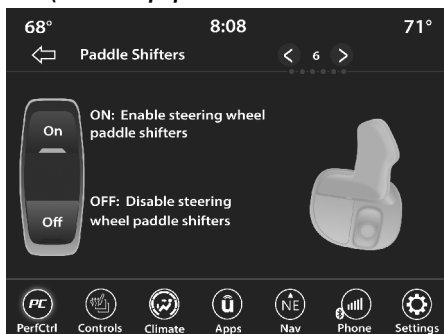 68° 8:08 71°
Paddle Shifters < 6 >
On
ON: Enable steering wheel
paddle shifters
Off
OFF: Disable steering
wheel paddle shifters
PC û NE
PerfCtrl Controls Climate Apps Nav Phone Settings